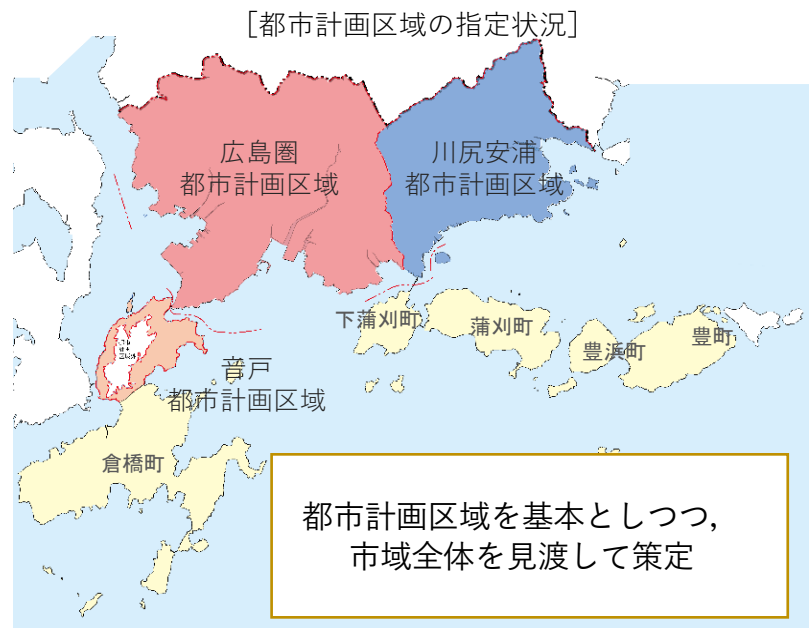 [都市計画区域の指定状況]
広島圏
都市計画区域
川尻安浦
都市計画区域
下蒲刈町
蒲刈町
豊浜町
豊町
音戸
都市計画区域
倉橋町
都市計画区域を基本としつつ,
市域全体を見渡して策定